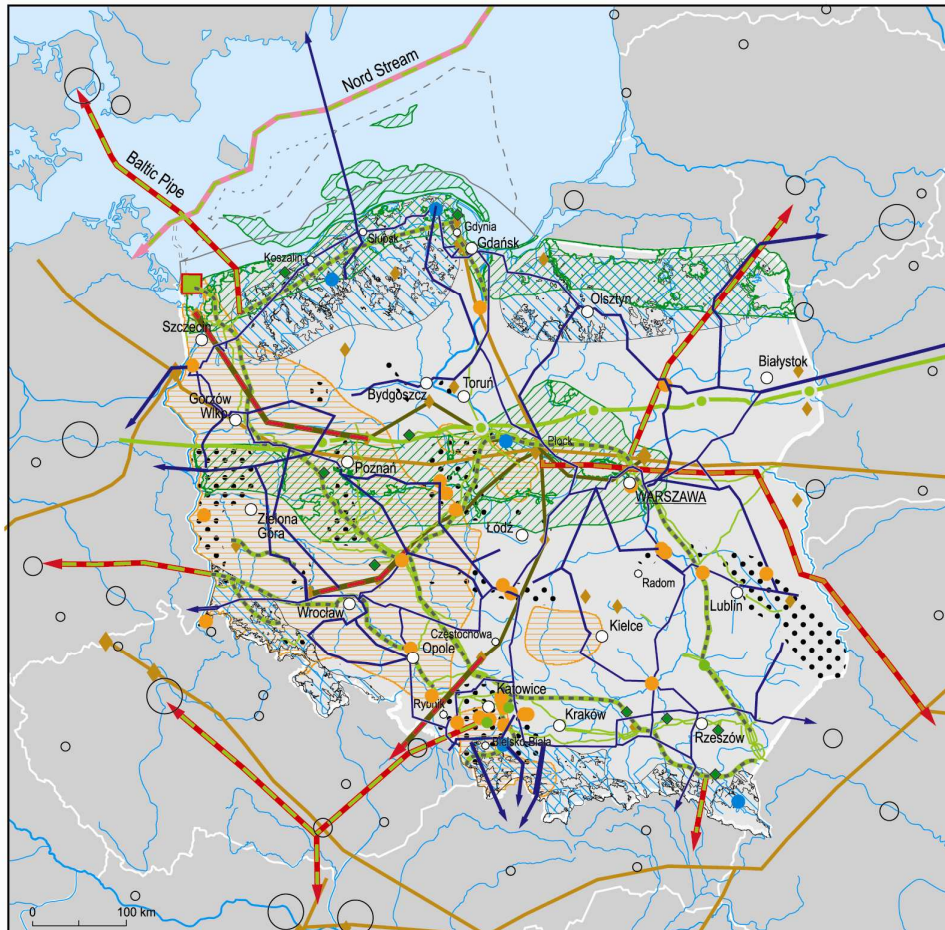 Nord Stream
Baltic Pipe
Gdynia
Słupsk
Gdańsk
Koszalin
Olsztyn
Szczecin
Białystok
Toruń
Bydgoszcz
Gorzów
Wlkp.
Płock
Poznań
WARSZAWA
Zielona
Góra
Łódź
Radom
Lublin
Wrocław
Kielce
Częstochowa
Opole
Katowice
Rybnik
Kraków
Rzeszów
Bielsko-Biała
0 100 km